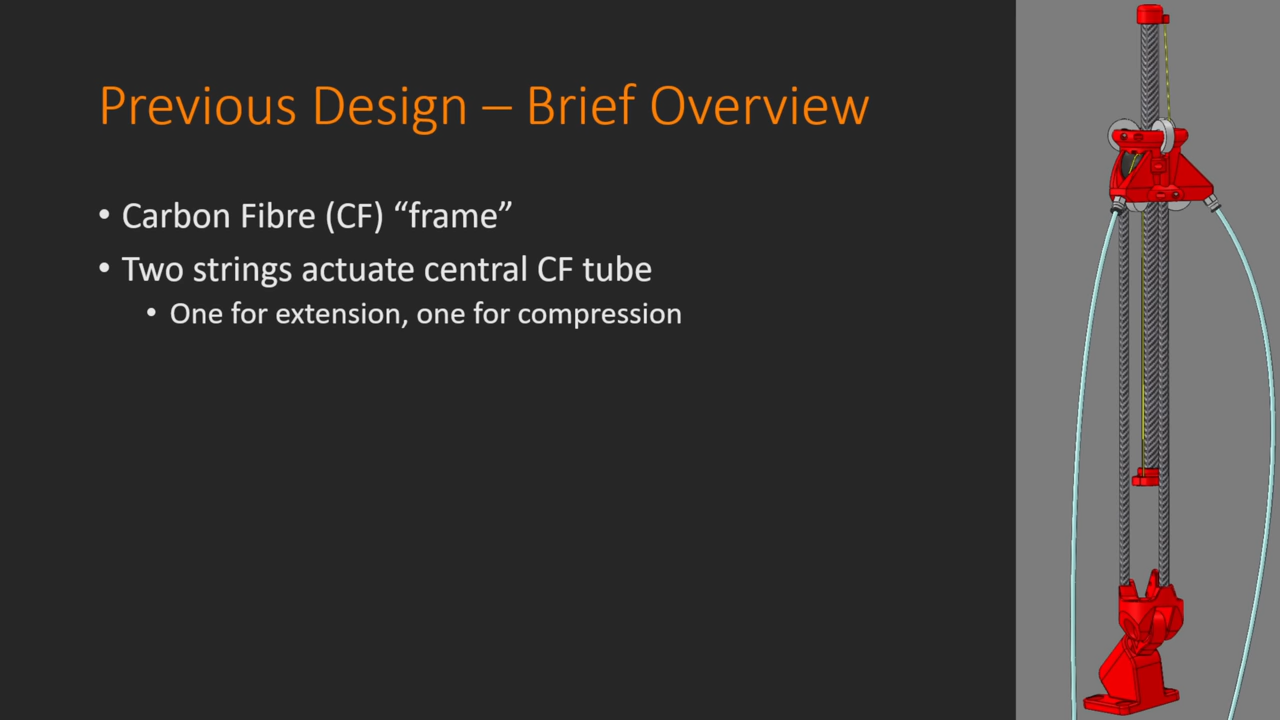 Previous Design – Brief Overview
• Carbon Fibre (CF) “frame”
• Two strings actuate central CF tube
• One for extension, one for compression